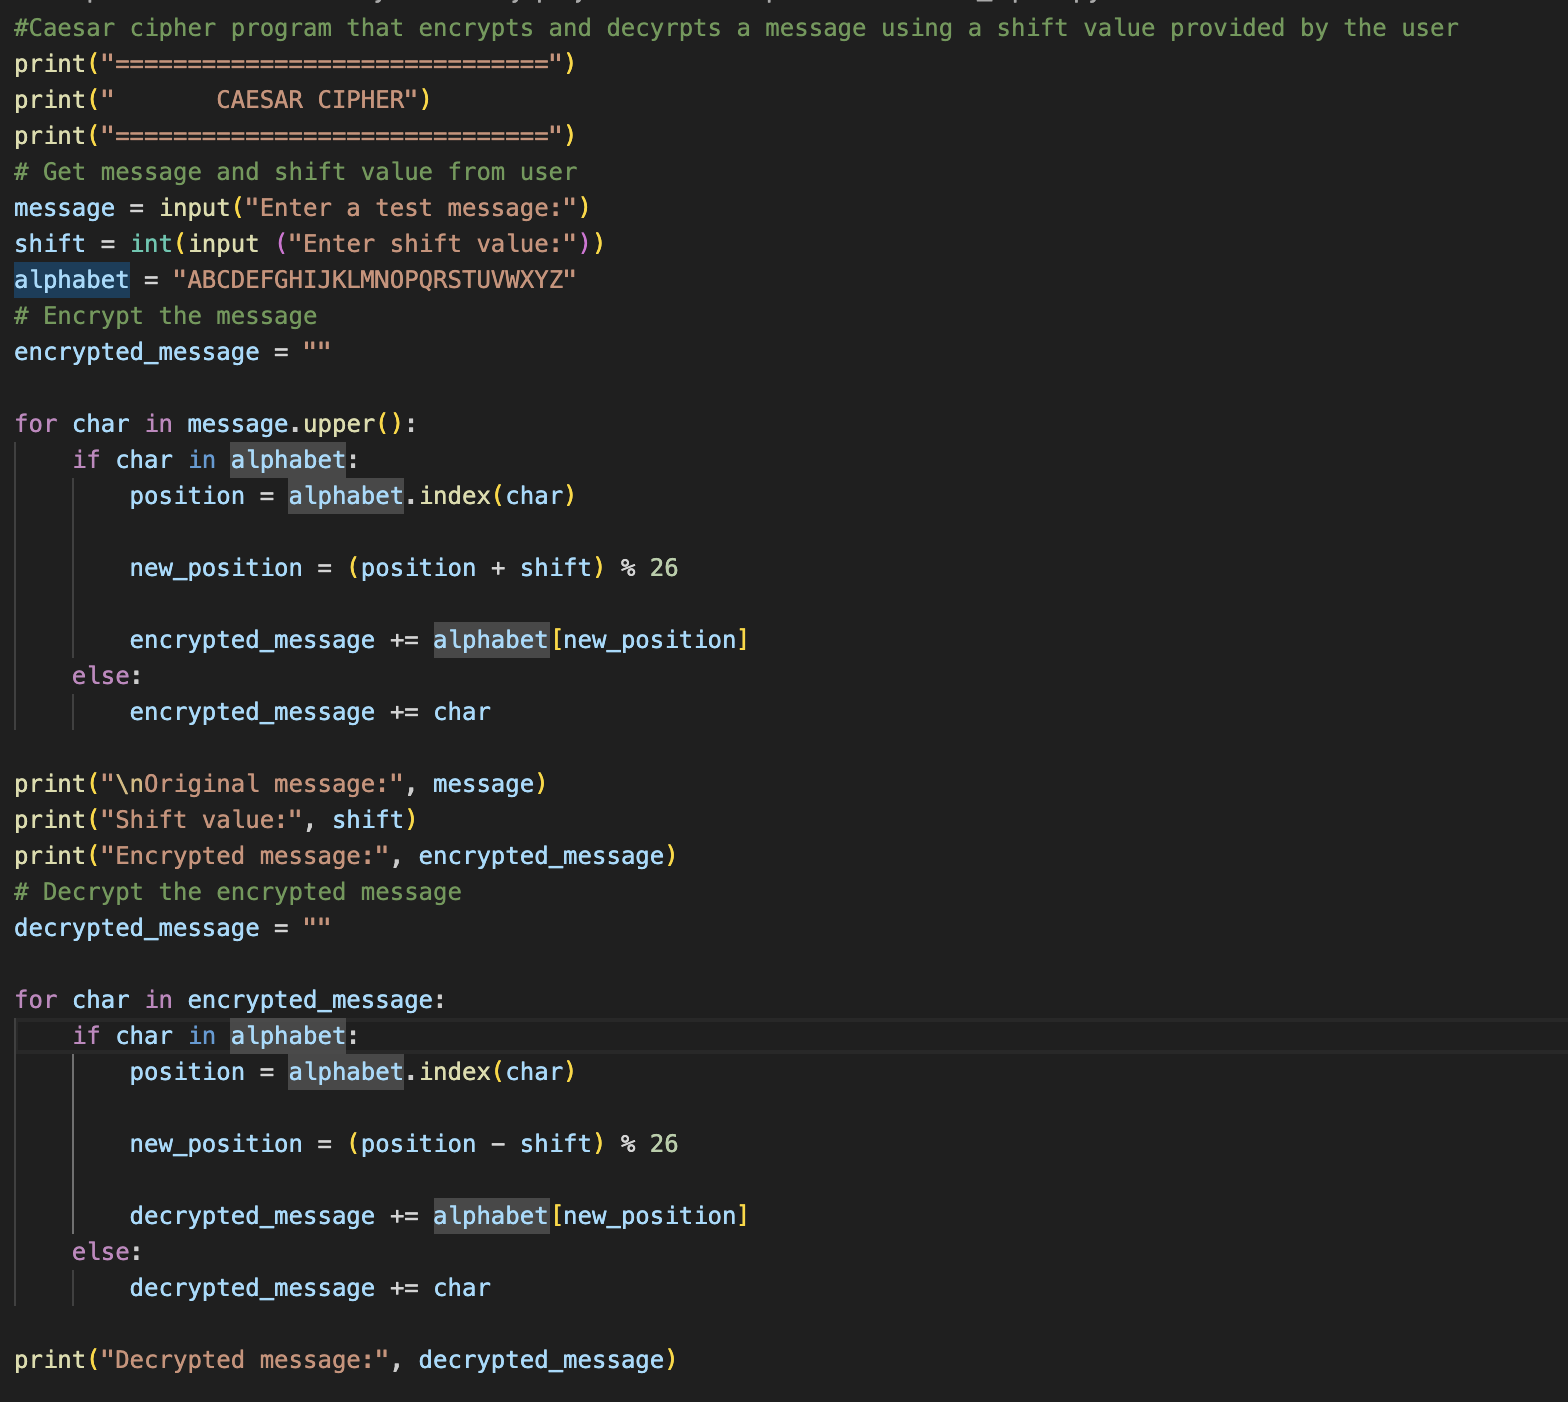 #Caesar cipher program that encrypts and decyrpts a message using a shift value provided by the user
print("==============================")
print("       CAESAR CIPHER")
print("==============================")
# Get message and shift value from user
message = input("Enter a test message:")
shift = int(input ("Enter shift value:"))
alphabet = "ABCDEFGHIJKLMNOPQRSTUVWXYZ"
# Encrypt the message
encrypted_message = ""

for char in message.upper():
    if char in alphabet:
        position = alphabet.index(char)

        new_position = (position + shift) % 26

        encrypted_message += alphabet[new_position]
    else:
        encrypted_message += char

print("\nOriginal message:", message)
print("Shift value:", shift)
print("Encrypted message:", encrypted_message)
# Decrypt the encrypted message
decrypted_message = ""

for char in encrypted_message:
    if char in alphabet:
        position = alphabet.index(char)

        new_position = (position - shift) % 26

        decrypted_message += alphabet[new_position]
    else:
        decrypted_message += char

print("Decrypted message:", decrypted_message)